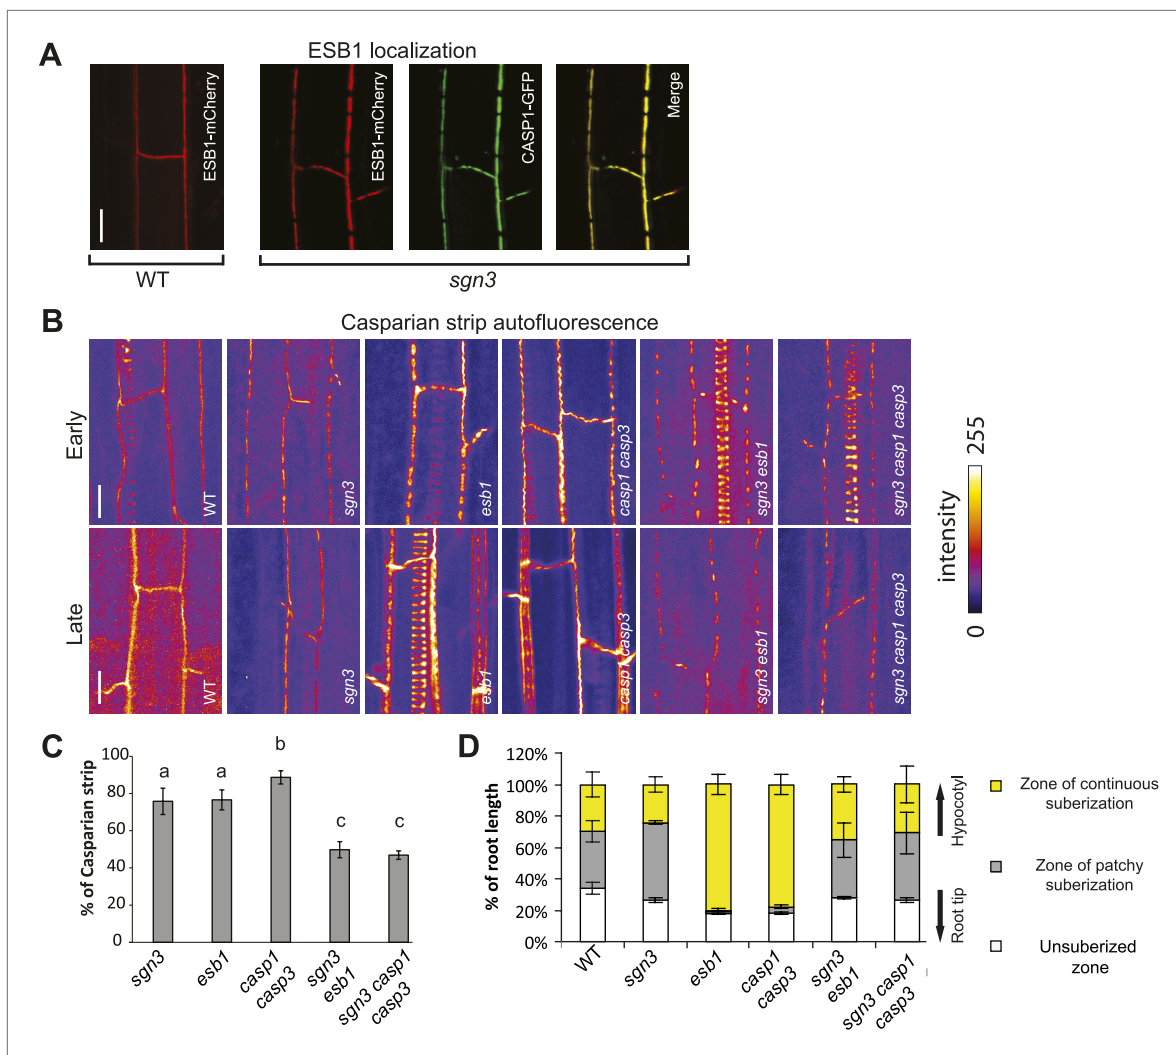 A
ESB1 localization
ESB1-mCherry
ESB1-mCherry
CASP1-GFP
Merge
WT
sgn3
B
Casparian strip autofluorescence
Early
WT
sgn3
esb1
casp1 casp3
sgn3 esb1
sgn3 casp1 casp3
Late
WT
sgn3
esb1
casp1 casp3
sgn3 esb1
sgn3 casp1 casp3
intensity
0 255
C
% of Casparian strip
100
80
60
40
20
0
a
a
b
c
c
sgn3
esb1
casp1
casp3
sgn3
esb1
sgn3 casp1
casp3
D
% of root length
120%
100%
80%
60%
40%
20%
0%
WT
sgn3
esb1
casp1
casp3
sgn3
esb1
sgn3 casp1
casp3
Hypocotyl
Root tip
Zone of continuous
suberization
Zone of patchy
suberization
Unsuberized
zone